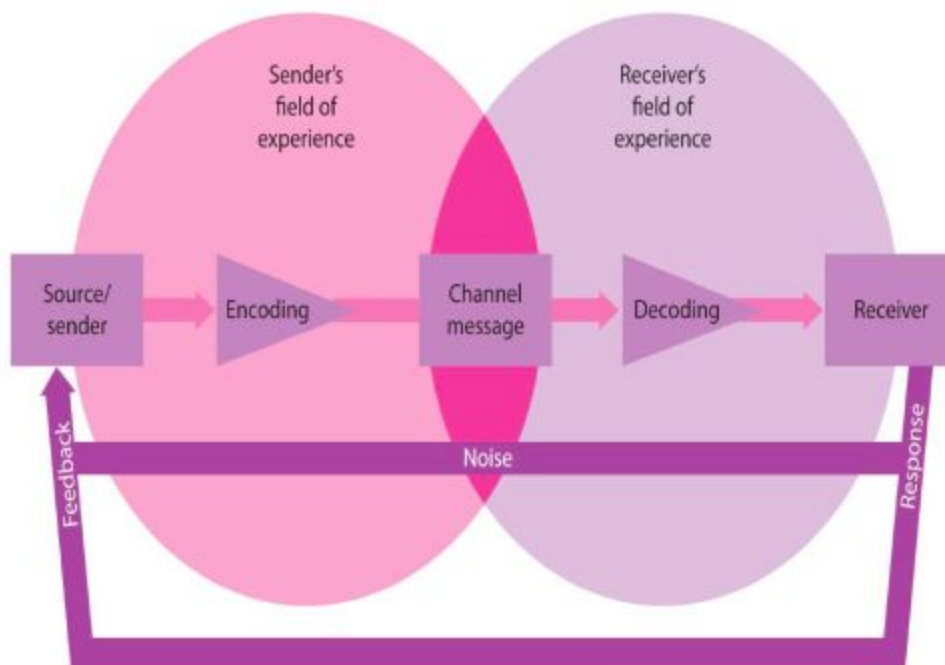 Sender's
field of
experience
Receiver's
field of
experience
Source/
sender
Encoding
Channel
message
Decoding
Receiver
Feedback
Noise
Response